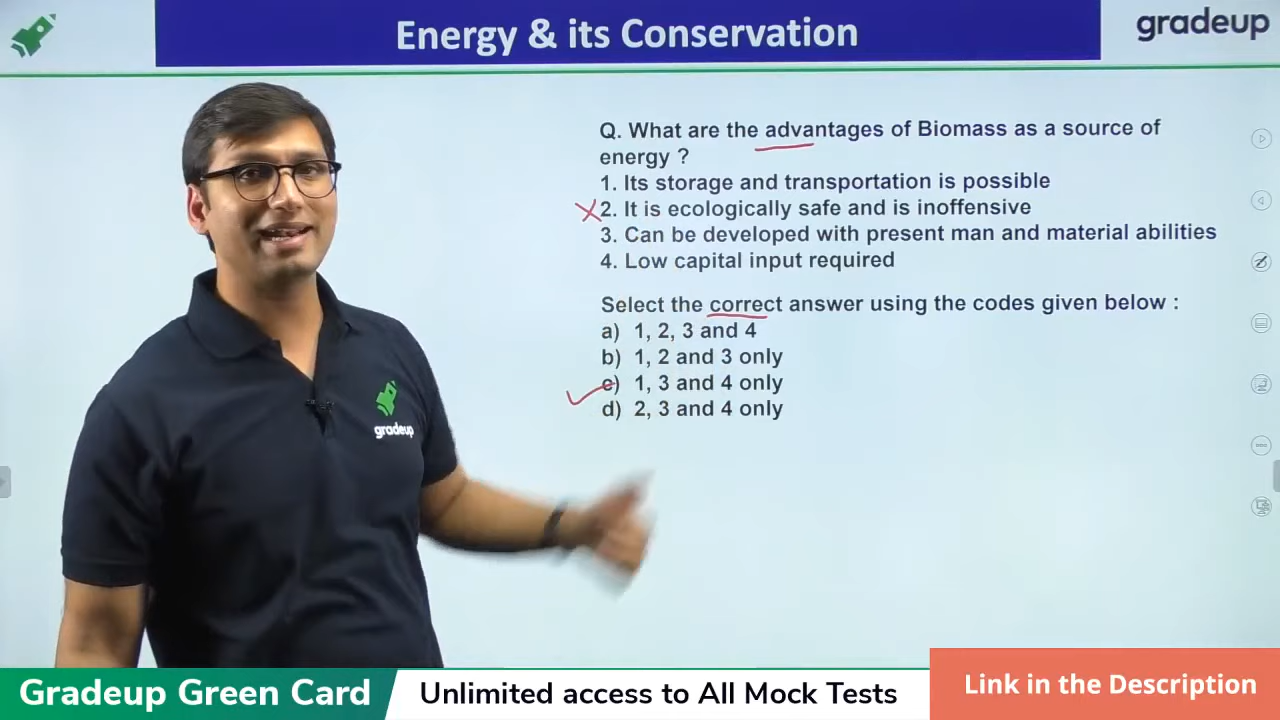 Energy & its Conservation
gradeup
Q. What are the advantages of Biomass as a source of
energy ?
1. Its storage and transportation is possible
2. It is ecologically safe and is inoffensive
3. Can be developed with present man and material abilities
4. Low capital input required
Select the correct answer using the codes given below :
a) 1, 2, 3 and 4
b) 1, 2 and 3 only
c) 1, 3 and 4 only
d) 2, 3 and 4 only
gradeup
Gradeup Green Card
Unlimited access to All Mock Tests
Link in the Description